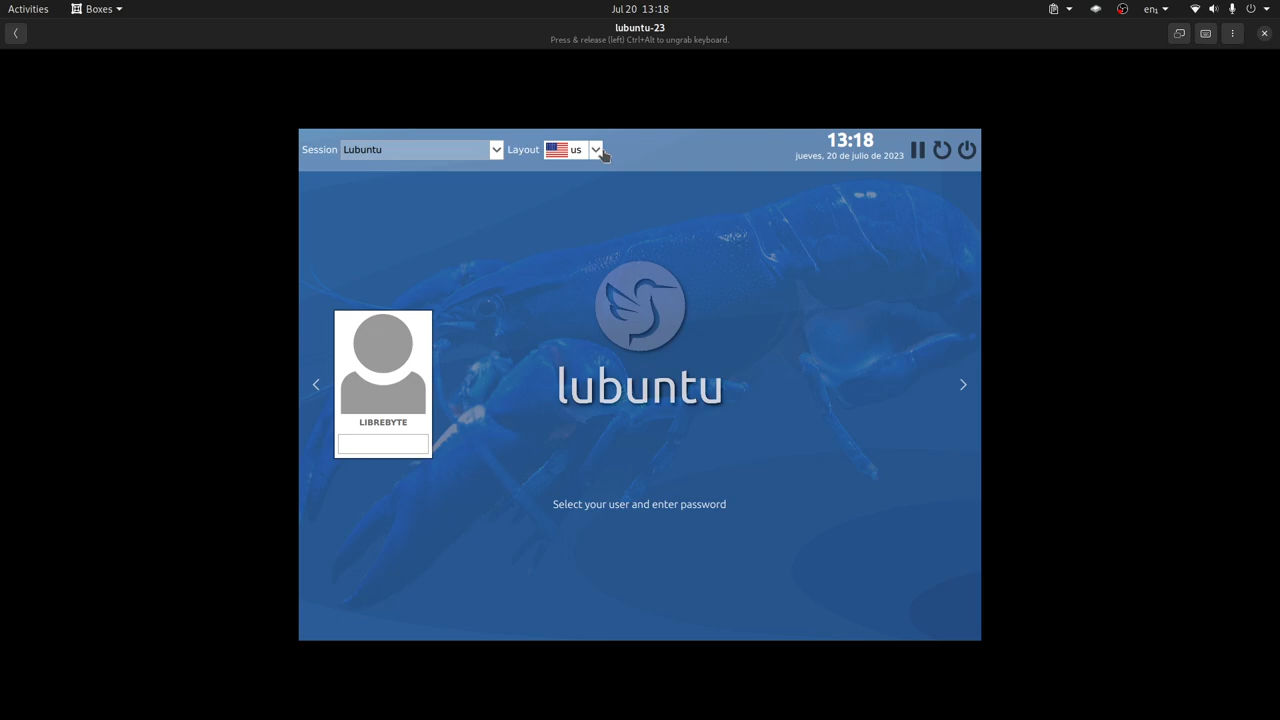 Activities Boxes Jul 20 13:18 en₁
lubuntu-23
Press & release (left) Ctrl+Alt to ungrab keyboard.
Session Lubuntu Layout us 13:18
jueves, 20 de julio de 2023
lubuntu
LIBREBYTE
Select your user and enter password